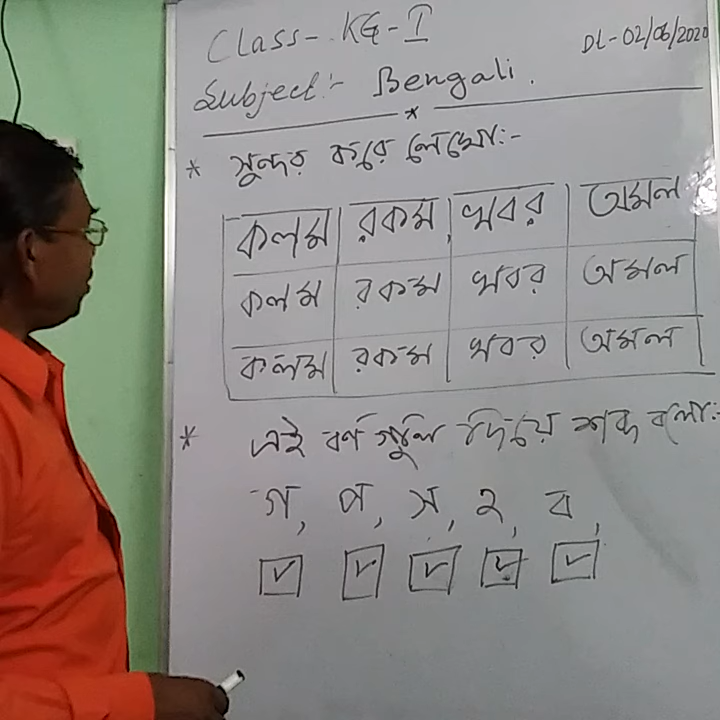 Class- KG-I
Dt-02/06/2020
Subject:- Bengali.
* সুন্দর করে লেখো:-
কলম রকম খবর অমল
কলম রকম খবর অমল
কলম রকম খবর অমল
* এই বর্ণ গুলি দিয়ে শব্দ বলো:
গ, প, স, হ, ব,